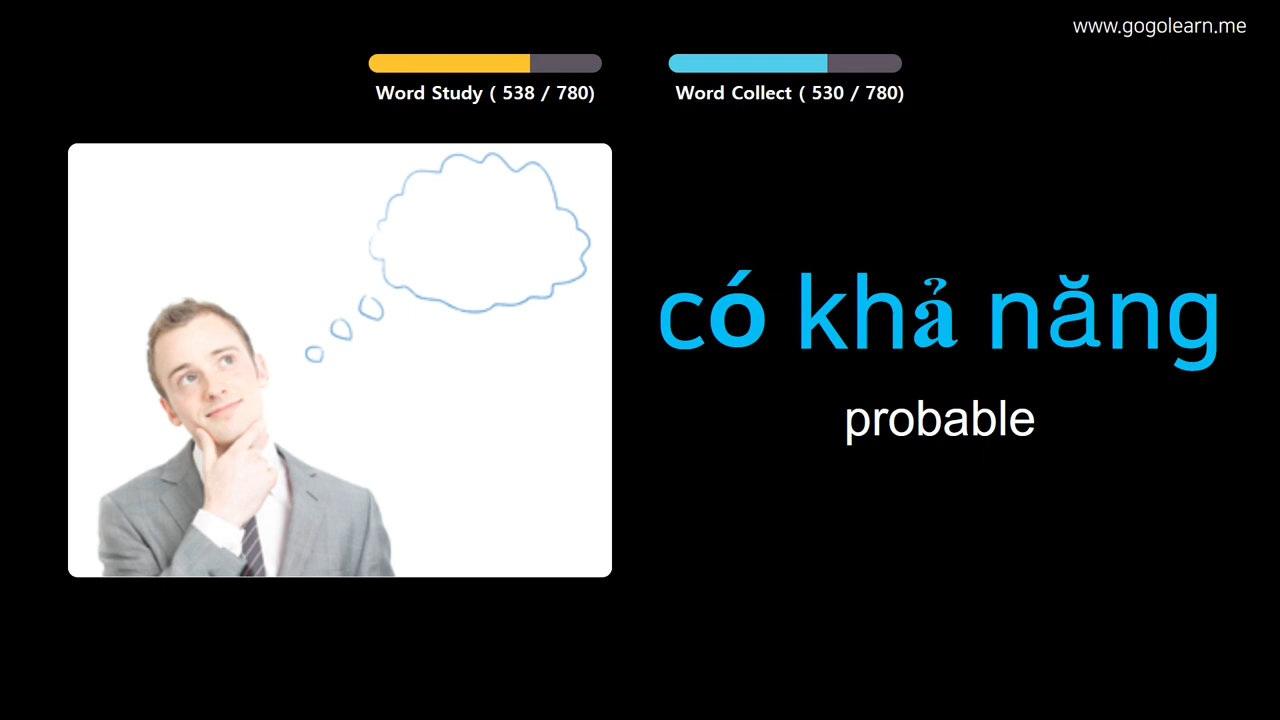 www.gogolearn.me
Word Study ( 538 / 780)
Word Collect ( 530 / 780)
có khả năng
probable